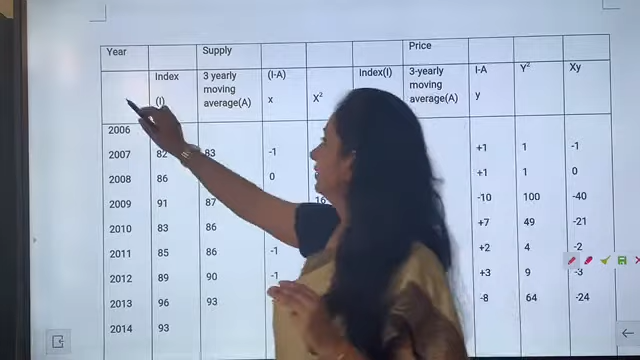 Year Supply Price
Index (I) 3 yearly moving average(A) (I-A) x X² Index(I) 3-yearly moving average(A) I-A y Y² Xy
2006
2007 82 83 -1 +1 1 -1
2008 86 0 +1 1 0
2009 91 87 16 -10 100 -40
2010 83 86 +7 49 -21
2011 85 86 -1 +2 4 -2
2012 89 90 -1 +3 9 -3
2013 96 93 -8 64 -24
2014 93